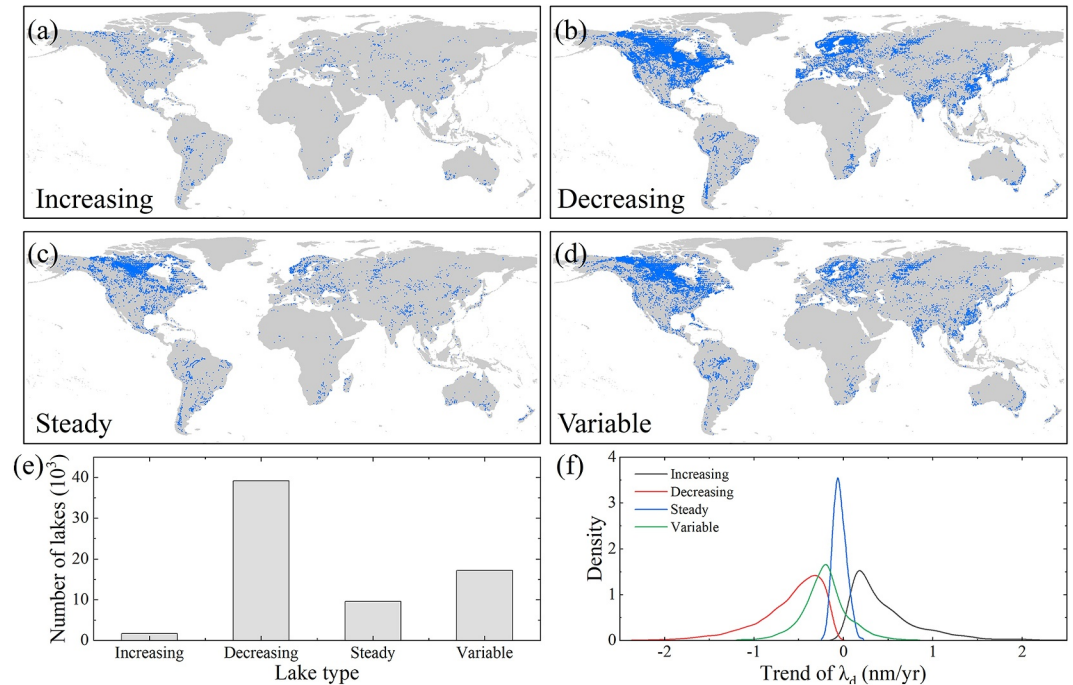 (a)
Increasing
(b)
Decreasing
(c)
Steady
(d)
Variable
(e)
Number of lakes (10³)
40
30
20
10
0
Increasing Decreasing Steady Variable
Lake type
(f)
Density
4
3
2
1
0
Increasing
Decreasing
Steady
Variable
-2 -1 0 1 2
Trend of λd (nm/yr)